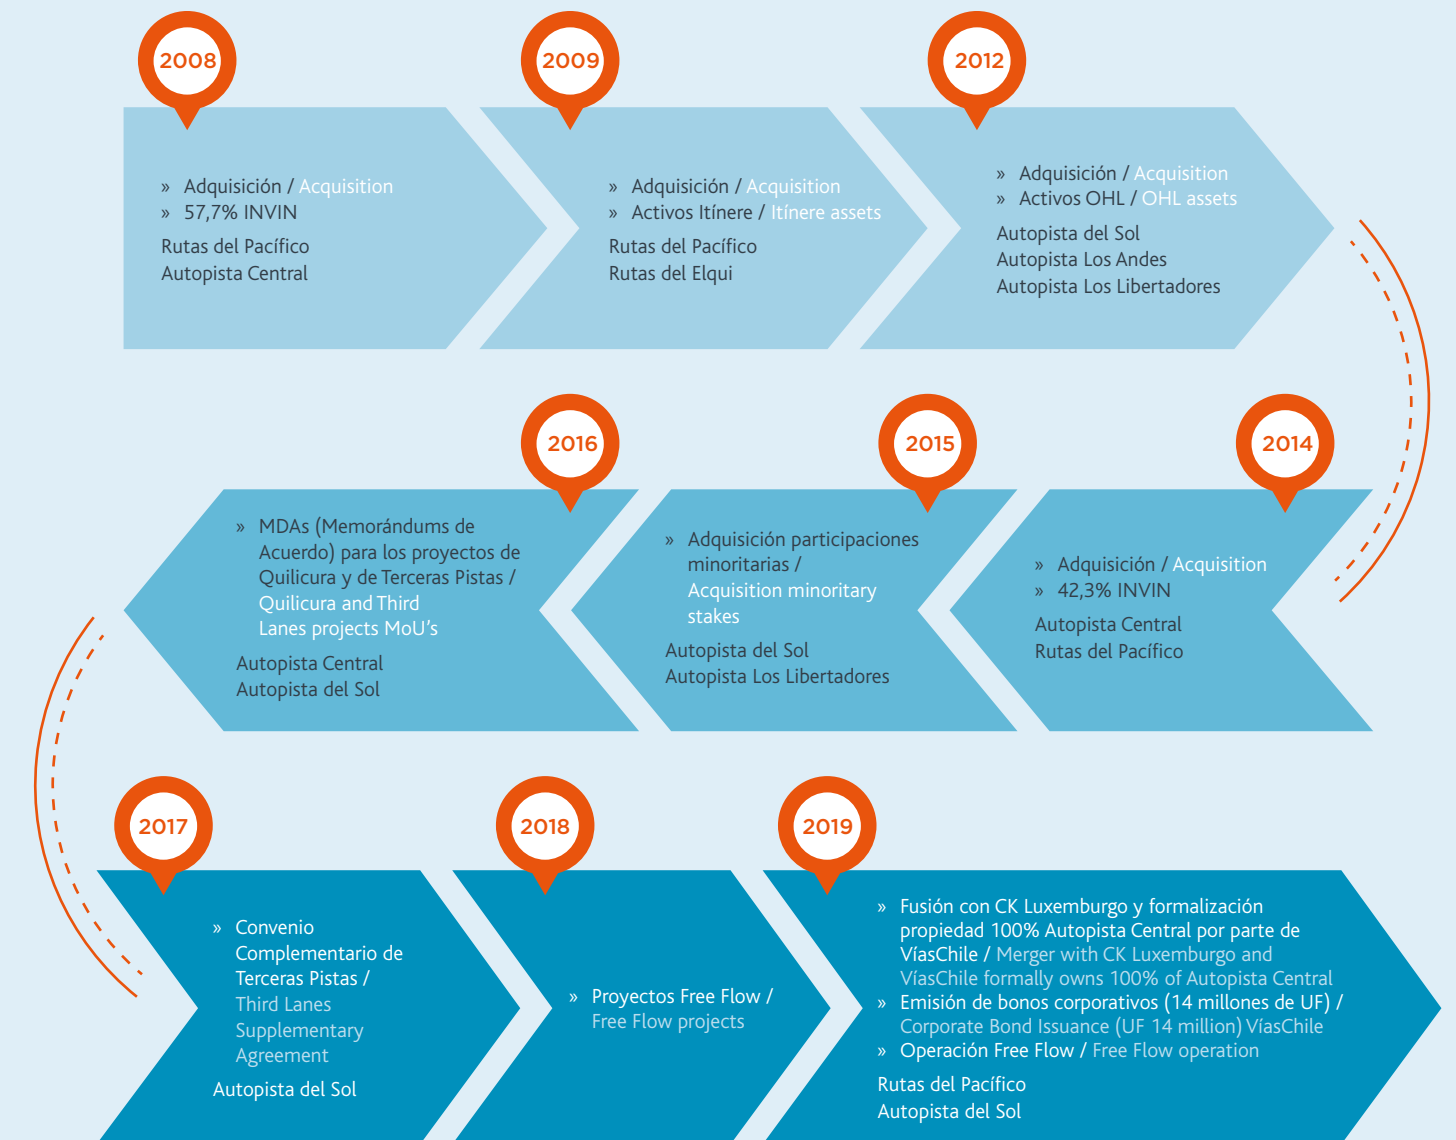 2008
» Adquisición / Acquisition
» 57,7% INVIN
Rutas del Pacífico
Autopista Central
2009
» Adquisición / Acquisition
» Activos Itínere / Itínere assets
Rutas del Pacífico
Rutas del Elqui
2012
» Adquisición / Acquisition
» Activos OHL / OHL assets
Autopista del Sol
Autopista Los Andes
Autopista Los Libertadores
2014
» Adquisición / Acquisition
» 42,3% INVIN
Autopista Central
Rutas del Pacífico
2015
» Adquisición participaciones
minoritarias /
Acquisition minoritary
stakes
Autopista del Sol
Autopista Los Libertadores
2016
» MDAs (Memorándums de
Acuerdo) para los proyectos de
Quilicura y de Terceras Pistas /
Quilicura and Third
Lanes projects MoU’s
Autopista Central
Autopista del Sol
2017
» Convenio
Complementario de
Terceras Pistas /
Third Lanes
Supplementary
Agreement
Autopista del Sol
2018
» Proyectos Free Flow /
Free Flow projects
2019
» Fusión con CK Luxemburgo y formalización
propiedad 100% Autopista Central por parte de
VíasChile / Merger with CK Luxemburgo and
VíasChile formally owns 100% of Autopista Central
» Emisión de bonos corporativos (14 millones de UF) /
Corporate Bond Issuance (UF 14 million) VíasChile
» Operación Free Flow / Free Flow operation
Rutas del Pacífico
Autopista del Sol